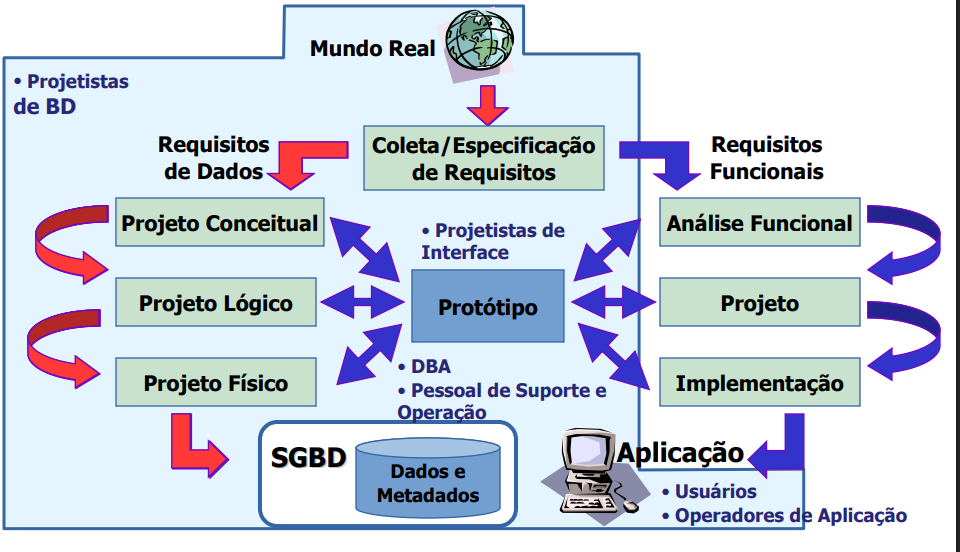 Mundo Real
• Projetistas
de BD
Requisitos
de Dados
Coleta/Especificação
de Requisitos
Requisitos
Funcionais
Projeto Conceitual
• Projetistas de
Interface
Análise Funcional
Projeto Lógico
Protótipo
Projeto
Projeto Físico
• DBA
• Pessoal de Suporte e
Operação
Implementação
SGBD
Dados e
Metadados
Aplicação
• Usuários
• Operadores de Aplicação